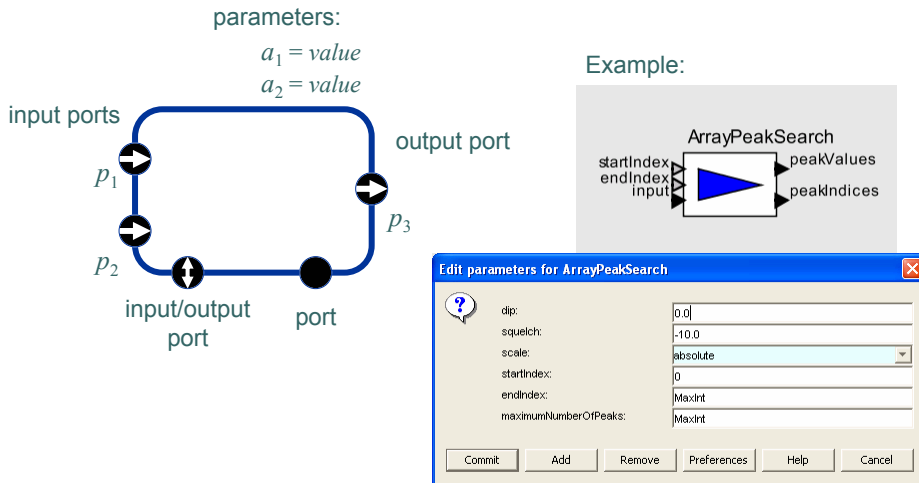 parameters:
a1 = value
a2 = value
input ports
p1
p2
input/output
port
port
output port
p3
Example:
ArrayPeakSearch
startIndex
endIndex
input
peakValues
peakIndices
Edit parameters for ArrayPeakSearch
?
dip:
0.0
squelch:
-10.0
scale:
absolute
startIndex:
0
endIndex:
MaxInt
maximumNumberOfPeaks:
MaxInt
Commit
Add
Remove
Preferences
Help
Cancel